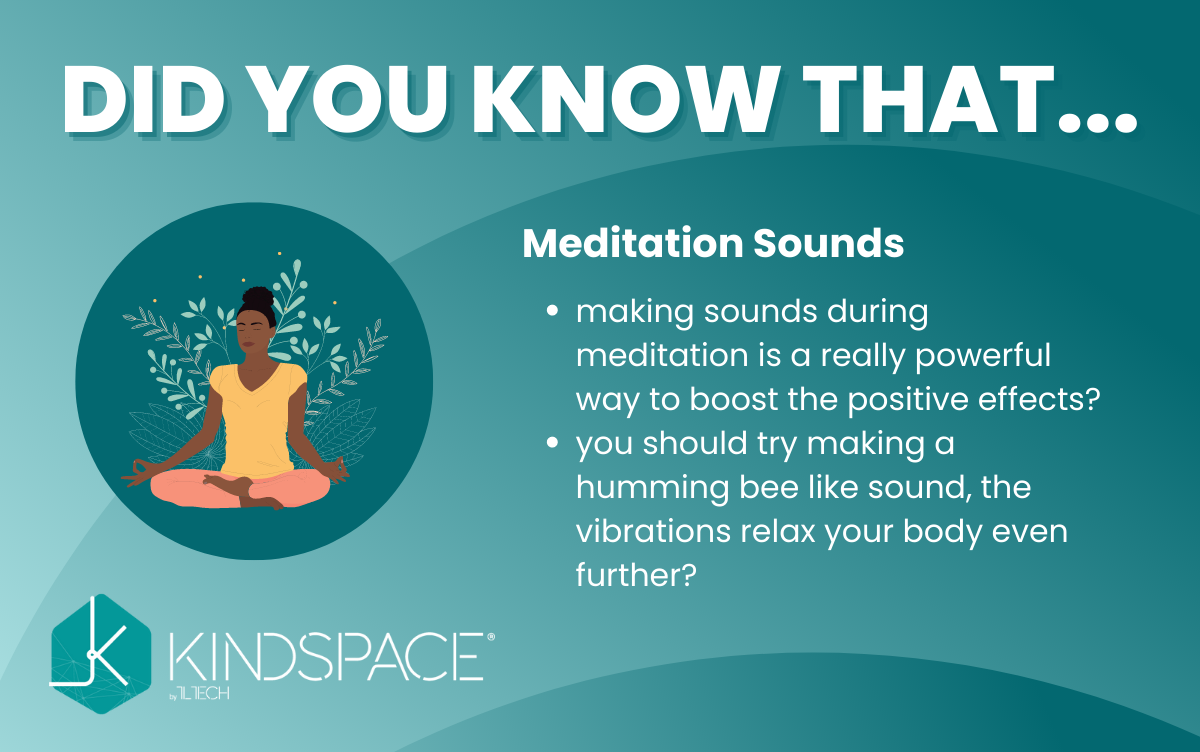 DID YOU KNOW THAT...
Meditation Sounds
• making sounds during
meditation is a really powerful
way to boost the positive effects?
• you should try making a
humming bee like sound, the
vibrations relax your body even
further?
KINDSPACE®
by TLTECH